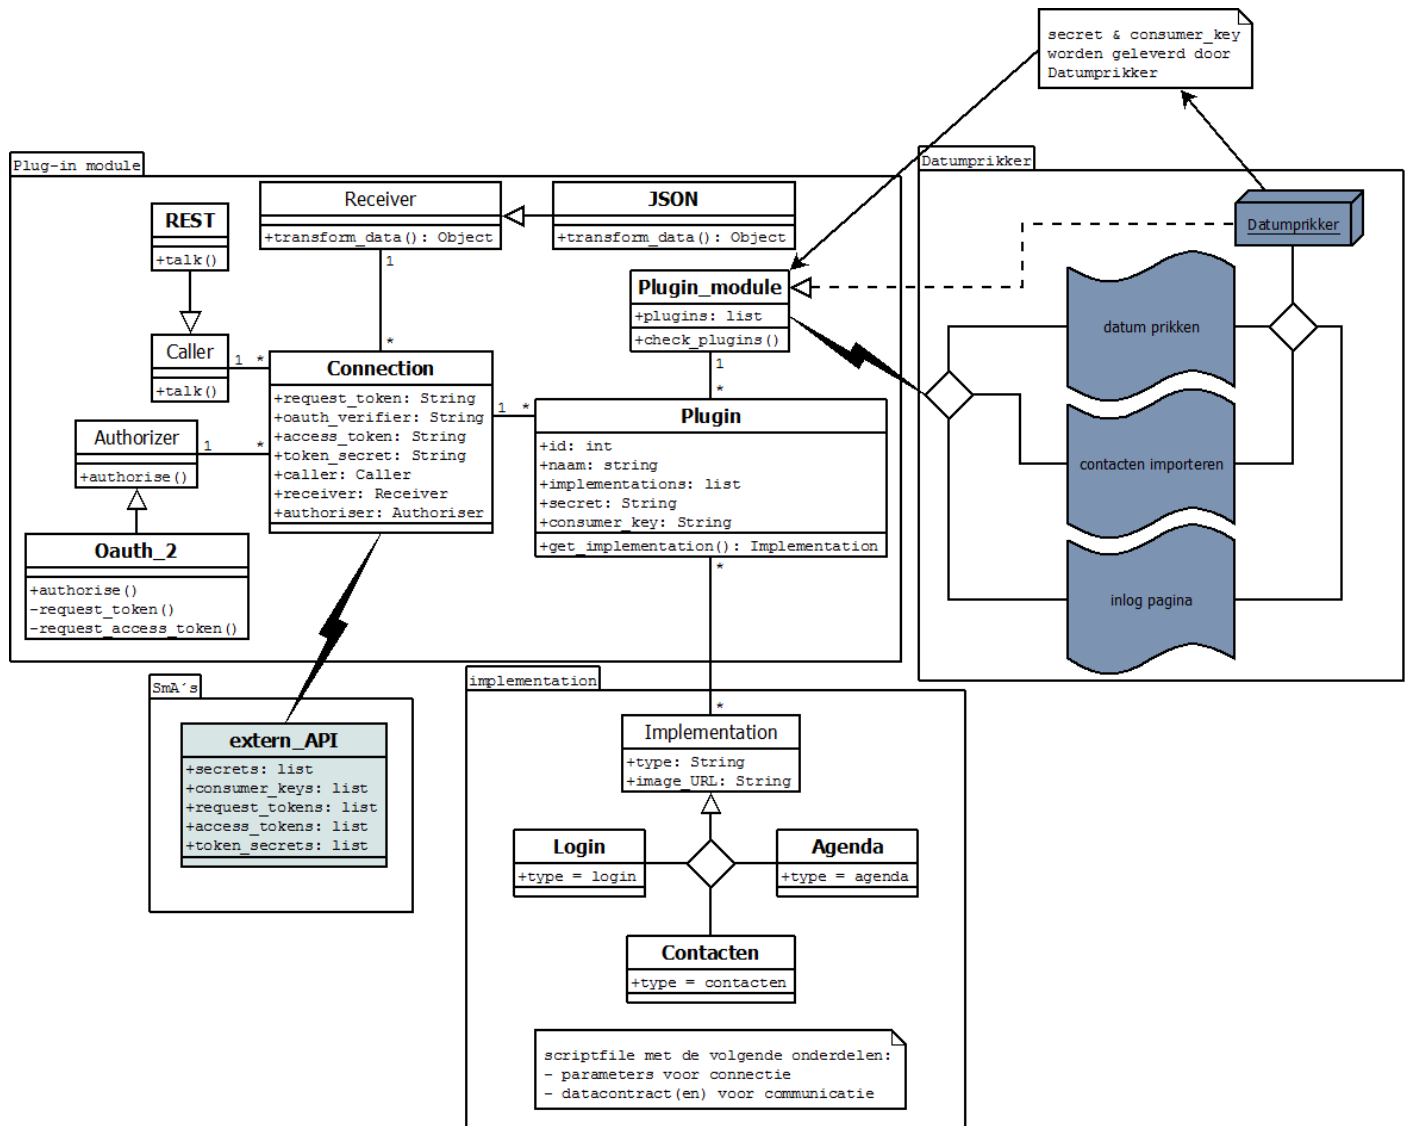 secret & consumer_key
worden geleverd door
Datumprikker
Plug-in module
Receiver
+transform_data(): Object
JSON
+transform_data(): Object
REST
+talk()
1
*
Caller
+talk()
1 *
Authorizer
+authorise()
1 *
Oauth_2
+authorise()
-request_token()
-request_access_token()
Connection
+request_token: String
+oauth_verifier: String
+access_token: String
+token_secret: String
+caller: Caller
+receiver: Receiver
+authoriser: Authoriser
1 *
Plugin_module
+plugins: list
+check_plugins()
1
*
Plugin
+id: int
+naam: string
+implementations: list
+secret: String
+consumer_key: String
+get_implementation(): Implementation
*
*
Datumprikker
Datumprikker
datum prikken
contacten importeren
inlog pagina
SmA´s
extern_API
+secrets: list
+consumer_keys: list
+request_tokens: list
+access_tokens: list
+token_secrets: list
implementation
Implementation
+type: String
+image_URL: String
Login
+type = login
Agenda
+type = agenda
Contacten
+type = contacten
scriptfile met de volgende onderdelen:
- parameters voor connectie
- datacontract(en) voor communicatie